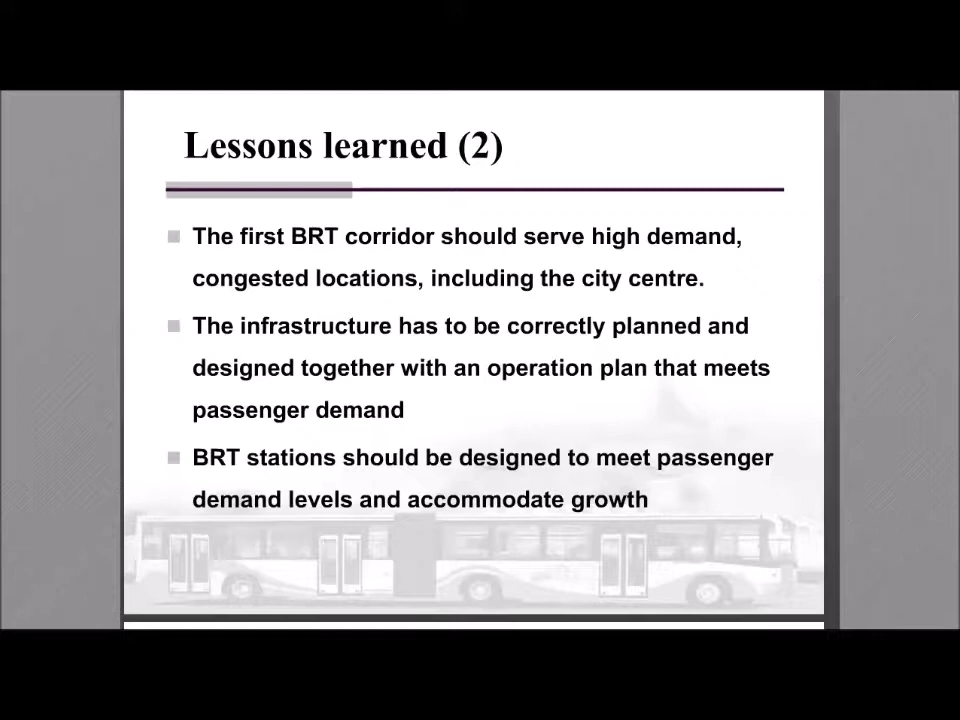 Lessons learned (2)
The first BRT corridor should serve high demand,
congested locations, including the city centre.
The infrastructure has to be correctly planned and
designed together with an operation plan that meets
passenger demand
BRT stations should be designed to meet passenger
demand levels and accommodate growth